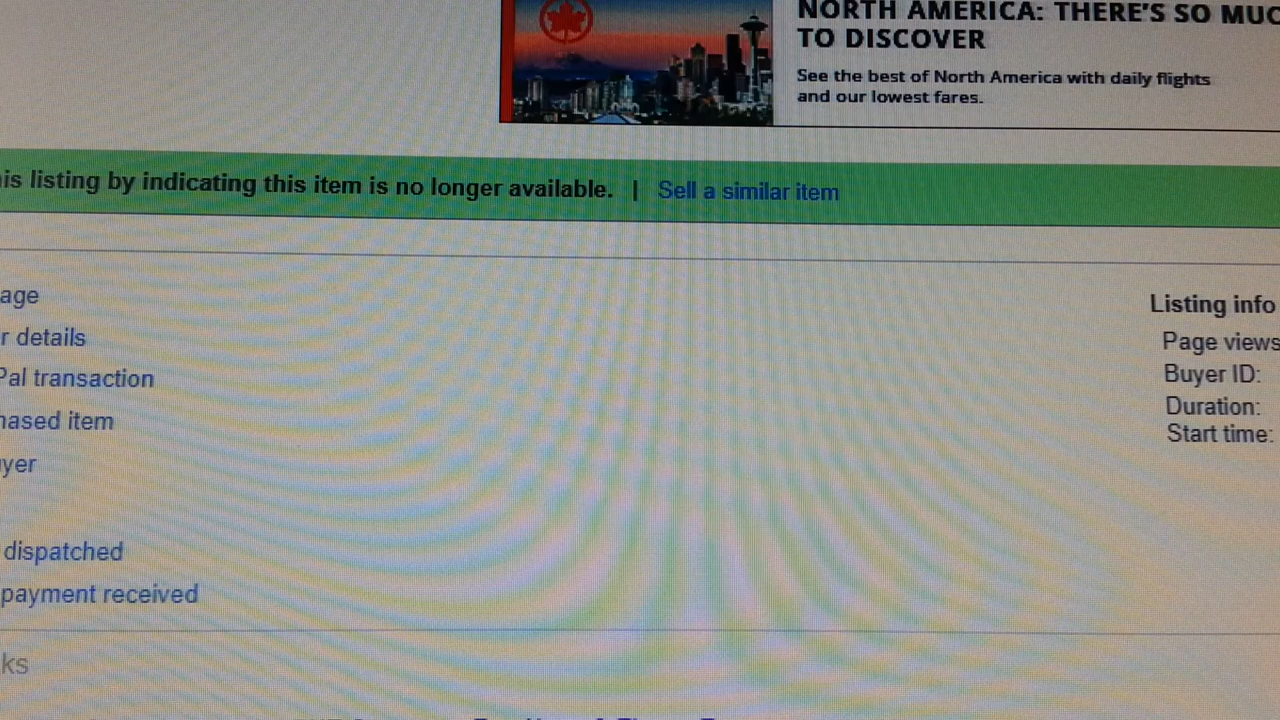 NORTH AMERICA: THERE'S SO MUC
TO DISCOVER
See the best of North America with daily flights
and our lowest fares.
is listing by indicating this item is no longer available. | Sell a similar item
age
r details
Pal transaction
hased item
yer
dispatched
payment received
ks
Listing info
Page views
Buyer ID:
Duration:
Start time: